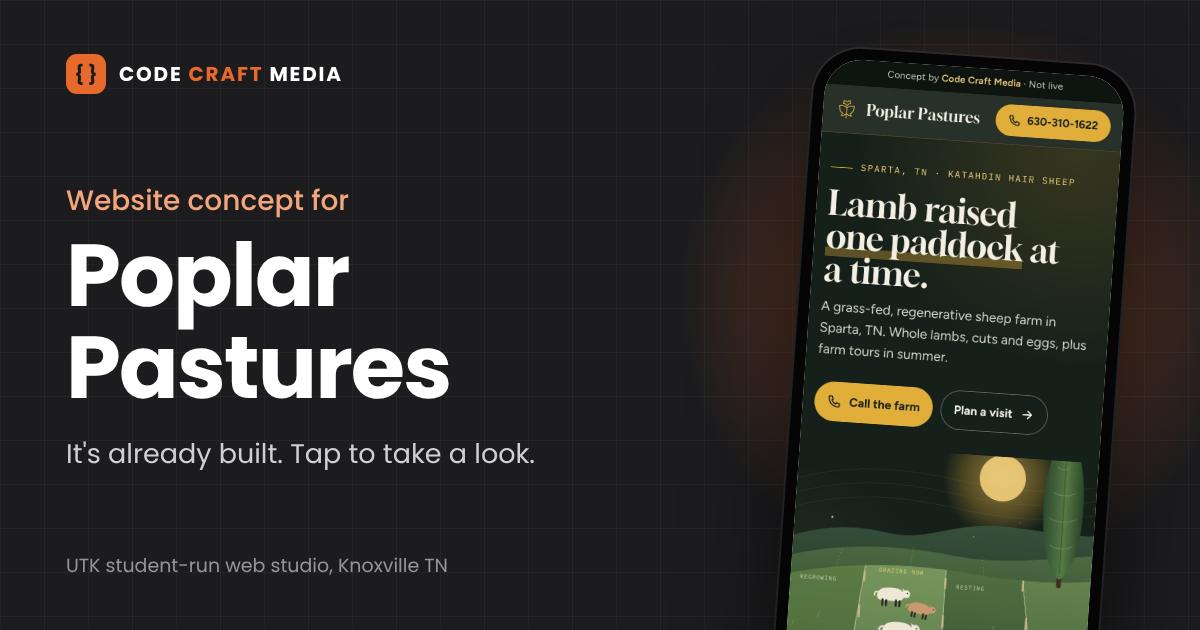 CODE CRAFT MEDIA
Website concept for
Poplar
Pastures
It's already built. Tap to take a look.
UTK student-run web studio, Knoxville TN
Concept by Code Craft Media · Not live
Poplar Pastures
630-310-1622
SPARTA, TN · KATAHDIN HAIR SHEEP
Lamb raised
one paddock at
a time.
A grass-fed, regenerative sheep farm in
Sparta, TN. Whole lambs, cuts and eggs, plus
farm tours in summer.
Call the farm
Plan a visit →
REGROWING
GRAZING NOW
RESTING